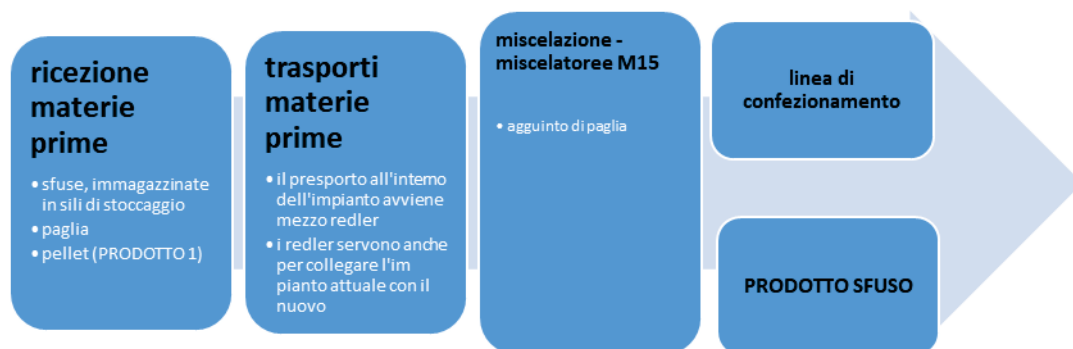 ricezione
materie
prime
• sfuse, immagazzinate
in sili di stoccaggio
• paglia
• pellet (PRODOTTO 1)
trasporti
materie
prime
• il presporto all'interno
dell'impianto avviene
mezzo redler
• i redler servono anche
per collegare l'im
pianto attuale con il
nuovo
miscelazione -
miscelatoree M15
• agguinto di paglia
linea di
confezionamento
PRODOTTO SFUSO